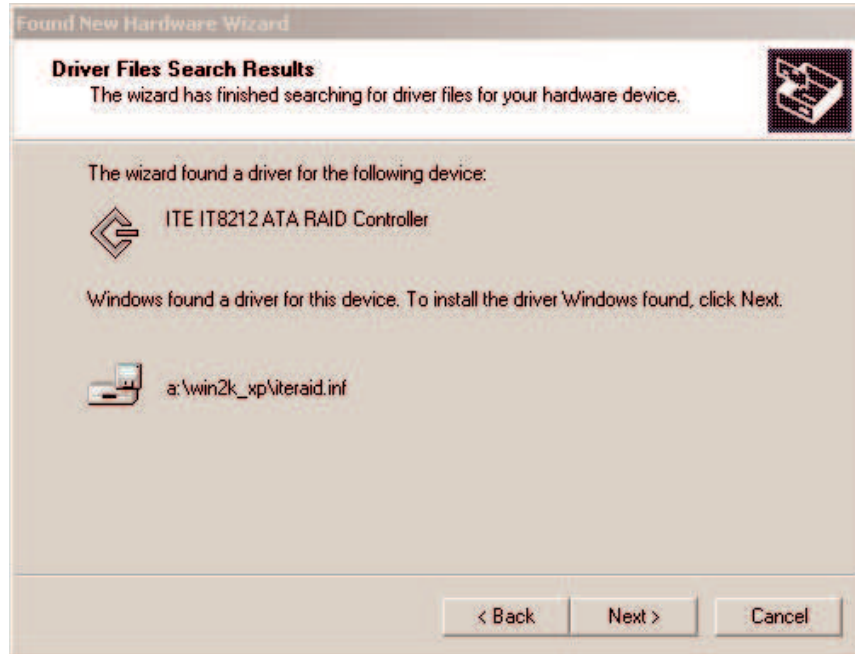 Found New Hardware Wizard
Driver Files Search Results
The wizard has finished searching for driver files for your hardware device.
The wizard found a driver for the following device:
ITE IT8212 ATA RAID Controller
Windows found a driver for this device. To install the driver Windows found, click Next.
a:\win2k_xp\iteraid.inf
< Back Next > Cancel